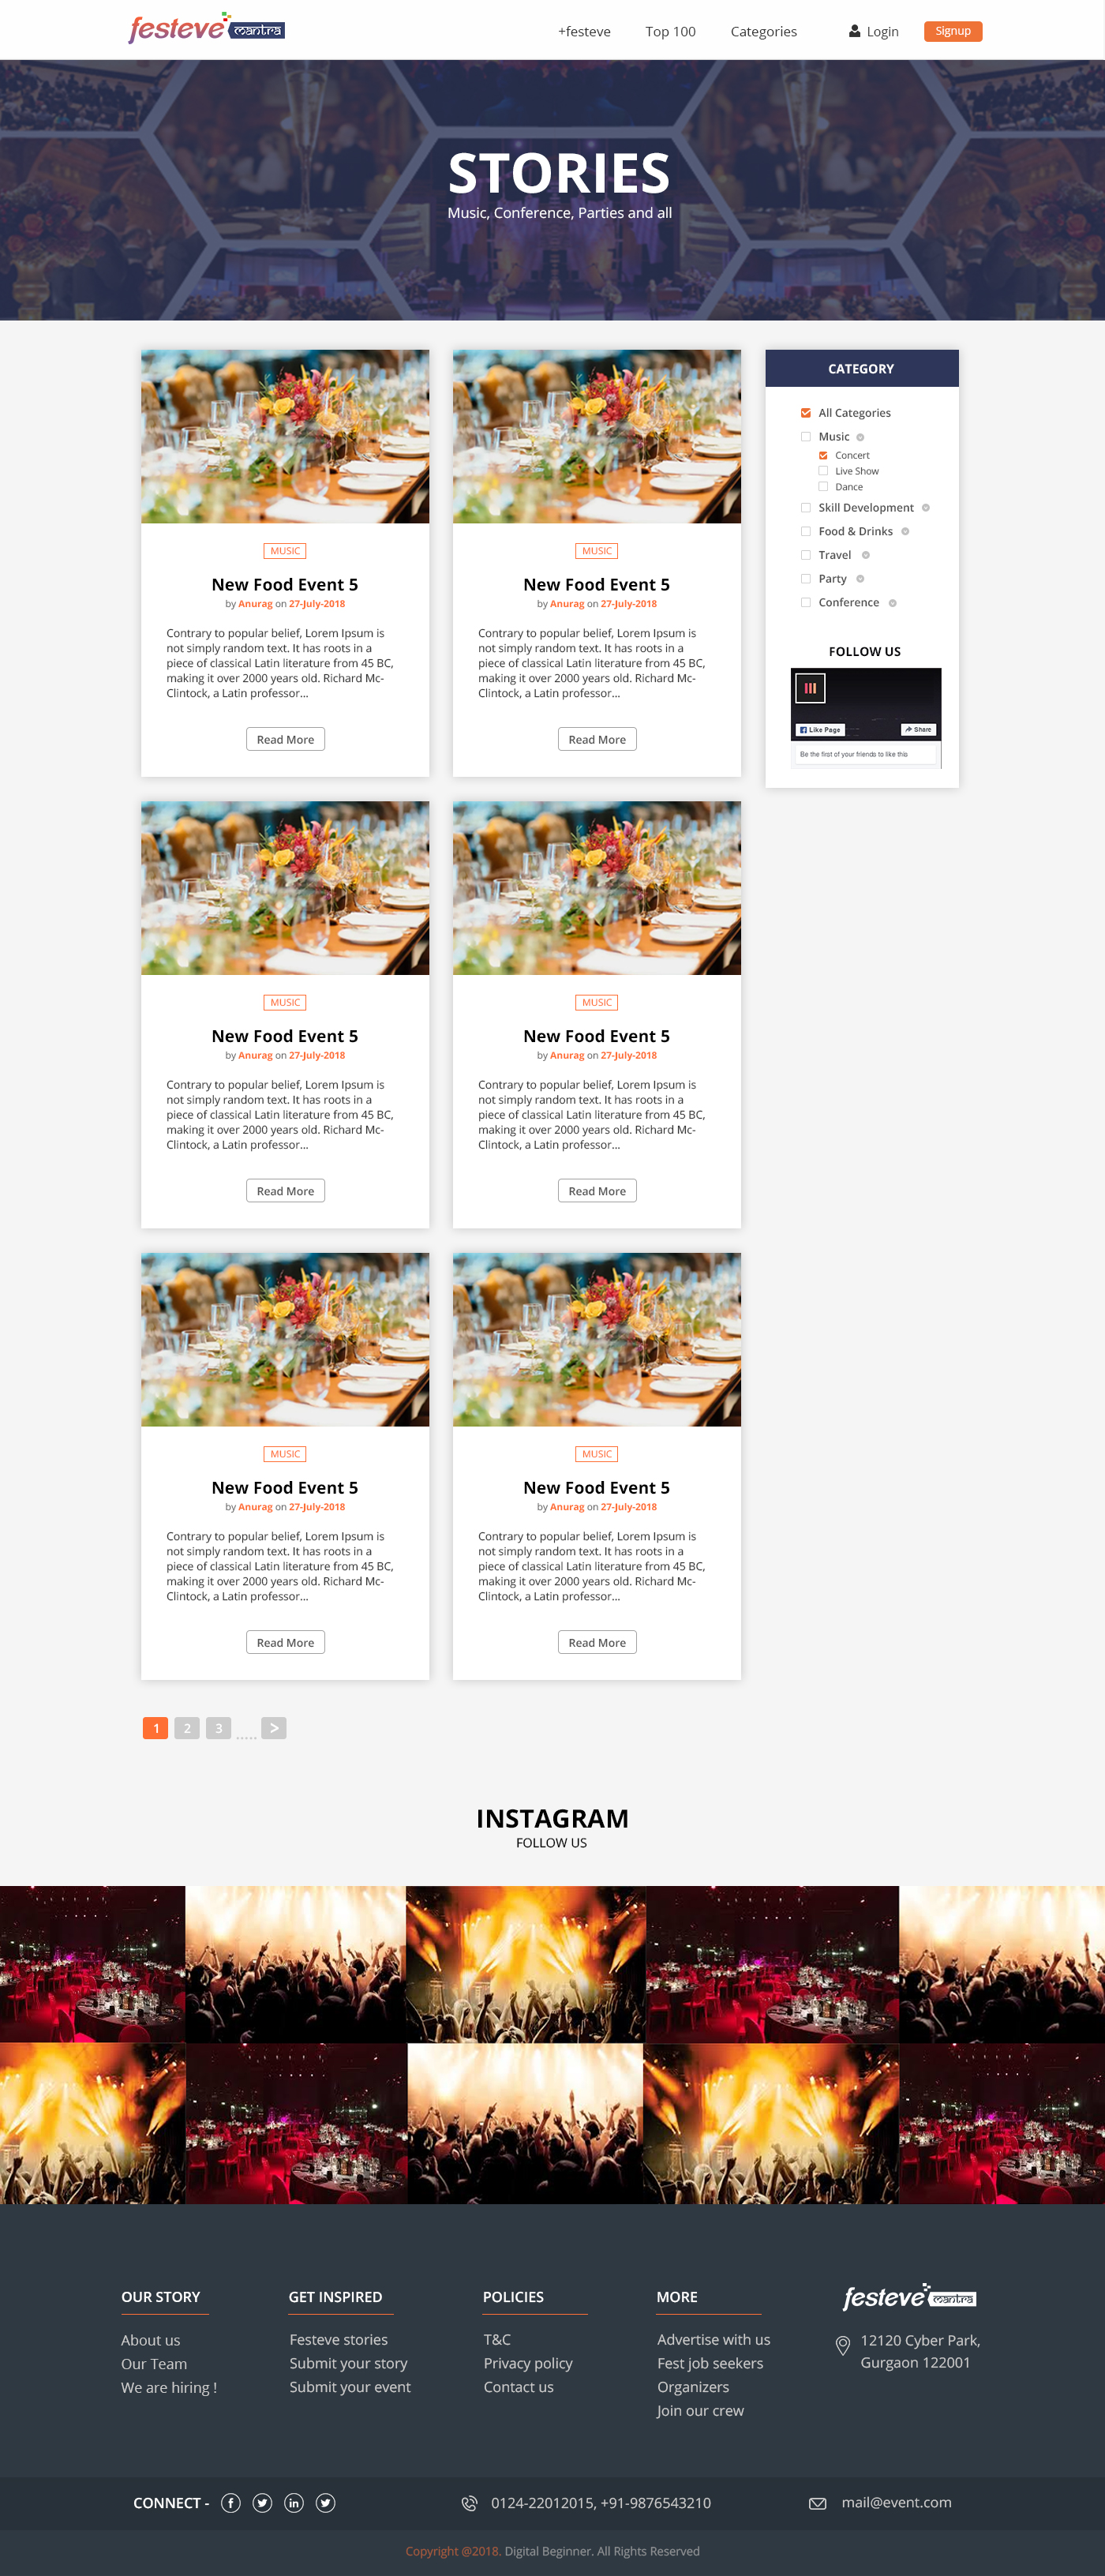 festeve mantra
+festeve Top 100 Categories Login Signup
STORIES
Music, Conference, Parties and all
MUSIC
New Food Event 5
by Anurag on 27-July-2018
Contrary to popular belief, Lorem Ipsum is
not simply random text. It has roots in a
piece of classical Latin literature from 45 BC,
making it over 2000 years old. Richard Mc-
Clintock, a Latin professor...
Read More
MUSIC
New Food Event 5
by Anurag on 27-July-2018
Contrary to popular belief, Lorem Ipsum is
not simply random text. It has roots in a
piece of classical Latin literature from 45 BC,
making it over 2000 years old. Richard Mc-
Clintock, a Latin professor...
Read More
CATEGORY
All Categories
Music
Concert
Live Show
Dance
Skill Development
Food & Drinks
Travel
Party
Conference
FOLLOW US
Like Page Share
Be the first of your friends to like this
MUSIC
New Food Event 5
by Anurag on 27-July-2018
Contrary to popular belief, Lorem Ipsum is
not simply random text. It has roots in a
piece of classical Latin literature from 45 BC,
making it over 2000 years old. Richard Mc-
Clintock, a Latin professor...
Read More
MUSIC
New Food Event 5
by Anurag on 27-July-2018
Contrary to popular belief, Lorem Ipsum is
not simply random text. It has roots in a
piece of classical Latin literature from 45 BC,
making it over 2000 years old. Richard Mc-
Clintock, a Latin professor...
Read More
MUSIC
New Food Event 5
by Anurag on 27-July-2018
Contrary to popular belief, Lorem Ipsum is
not simply random text. It has roots in a
piece of classical Latin literature from 45 BC,
making it over 2000 years old. Richard Mc-
Clintock, a Latin professor...
Read More
MUSIC
New Food Event 5
by Anurag on 27-July-2018
Contrary to popular belief, Lorem Ipsum is
not simply random text. It has roots in a
piece of classical Latin literature from 45 BC,
making it over 2000 years old. Richard Mc-
Clintock, a Latin professor...
Read More
1 2 3 ..... >
INSTAGRAM
FOLLOW US
OUR STORY
About us
Our Team
We are hiring !
GET INSPIRED
Festeve stories
Submit your story
Submit your event
POLICIES
T&C
Privacy policy
Contact us
MORE
Advertise with us
Fest job seekers
Organizers
Join our crew
festeve mantra
12120 Cyber Park,
Gurgaon 122001
CONNECT -
0124-22012015, +91-9876543210
mail@event.com
Copyright @2018. Digital Beginner. All Rights Reserved